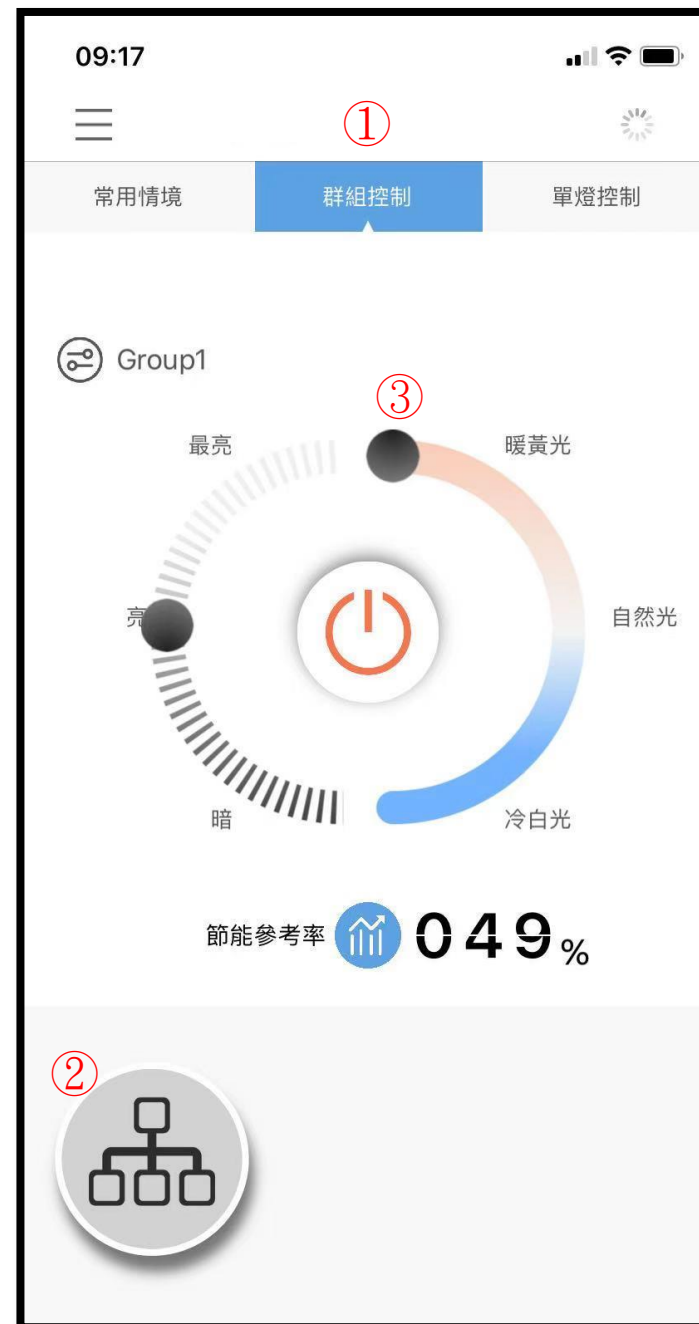 09:17
①
常用情境 群組控制 單燈控制
Group1
③
最亮 暖黃光
亮 自然光
暗 冷白光
節能參考率 049%
②